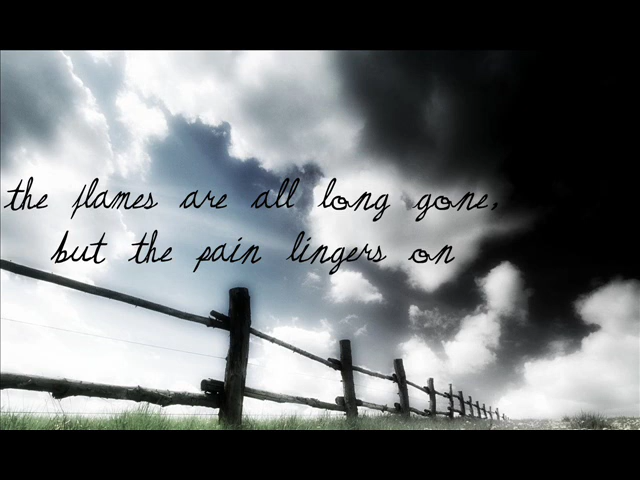 the flames are all long gone,
but the pain lingers on